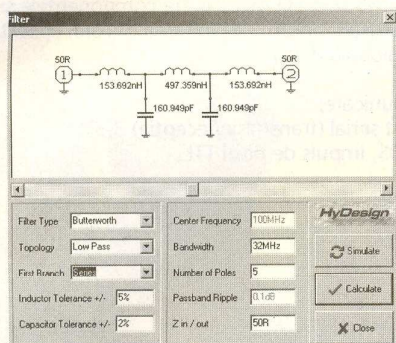 Filter
50R
50R
1
2
153.692nH
497.359nH
153.692nH
160.949pF
160.949pF
Filter Type
Butterworth
Topology
Low Pass
First Branch
Series
Inductor Tolerance +/-
5%
Capacitor Tolerance +/-
2%
Center Frequency
100MHz
Bandwidth
32MHz
Number of Poles
5
Passband Ripple
0.1dB
Z in / out
50R
HyDesign
Simulate
Calculate
Close